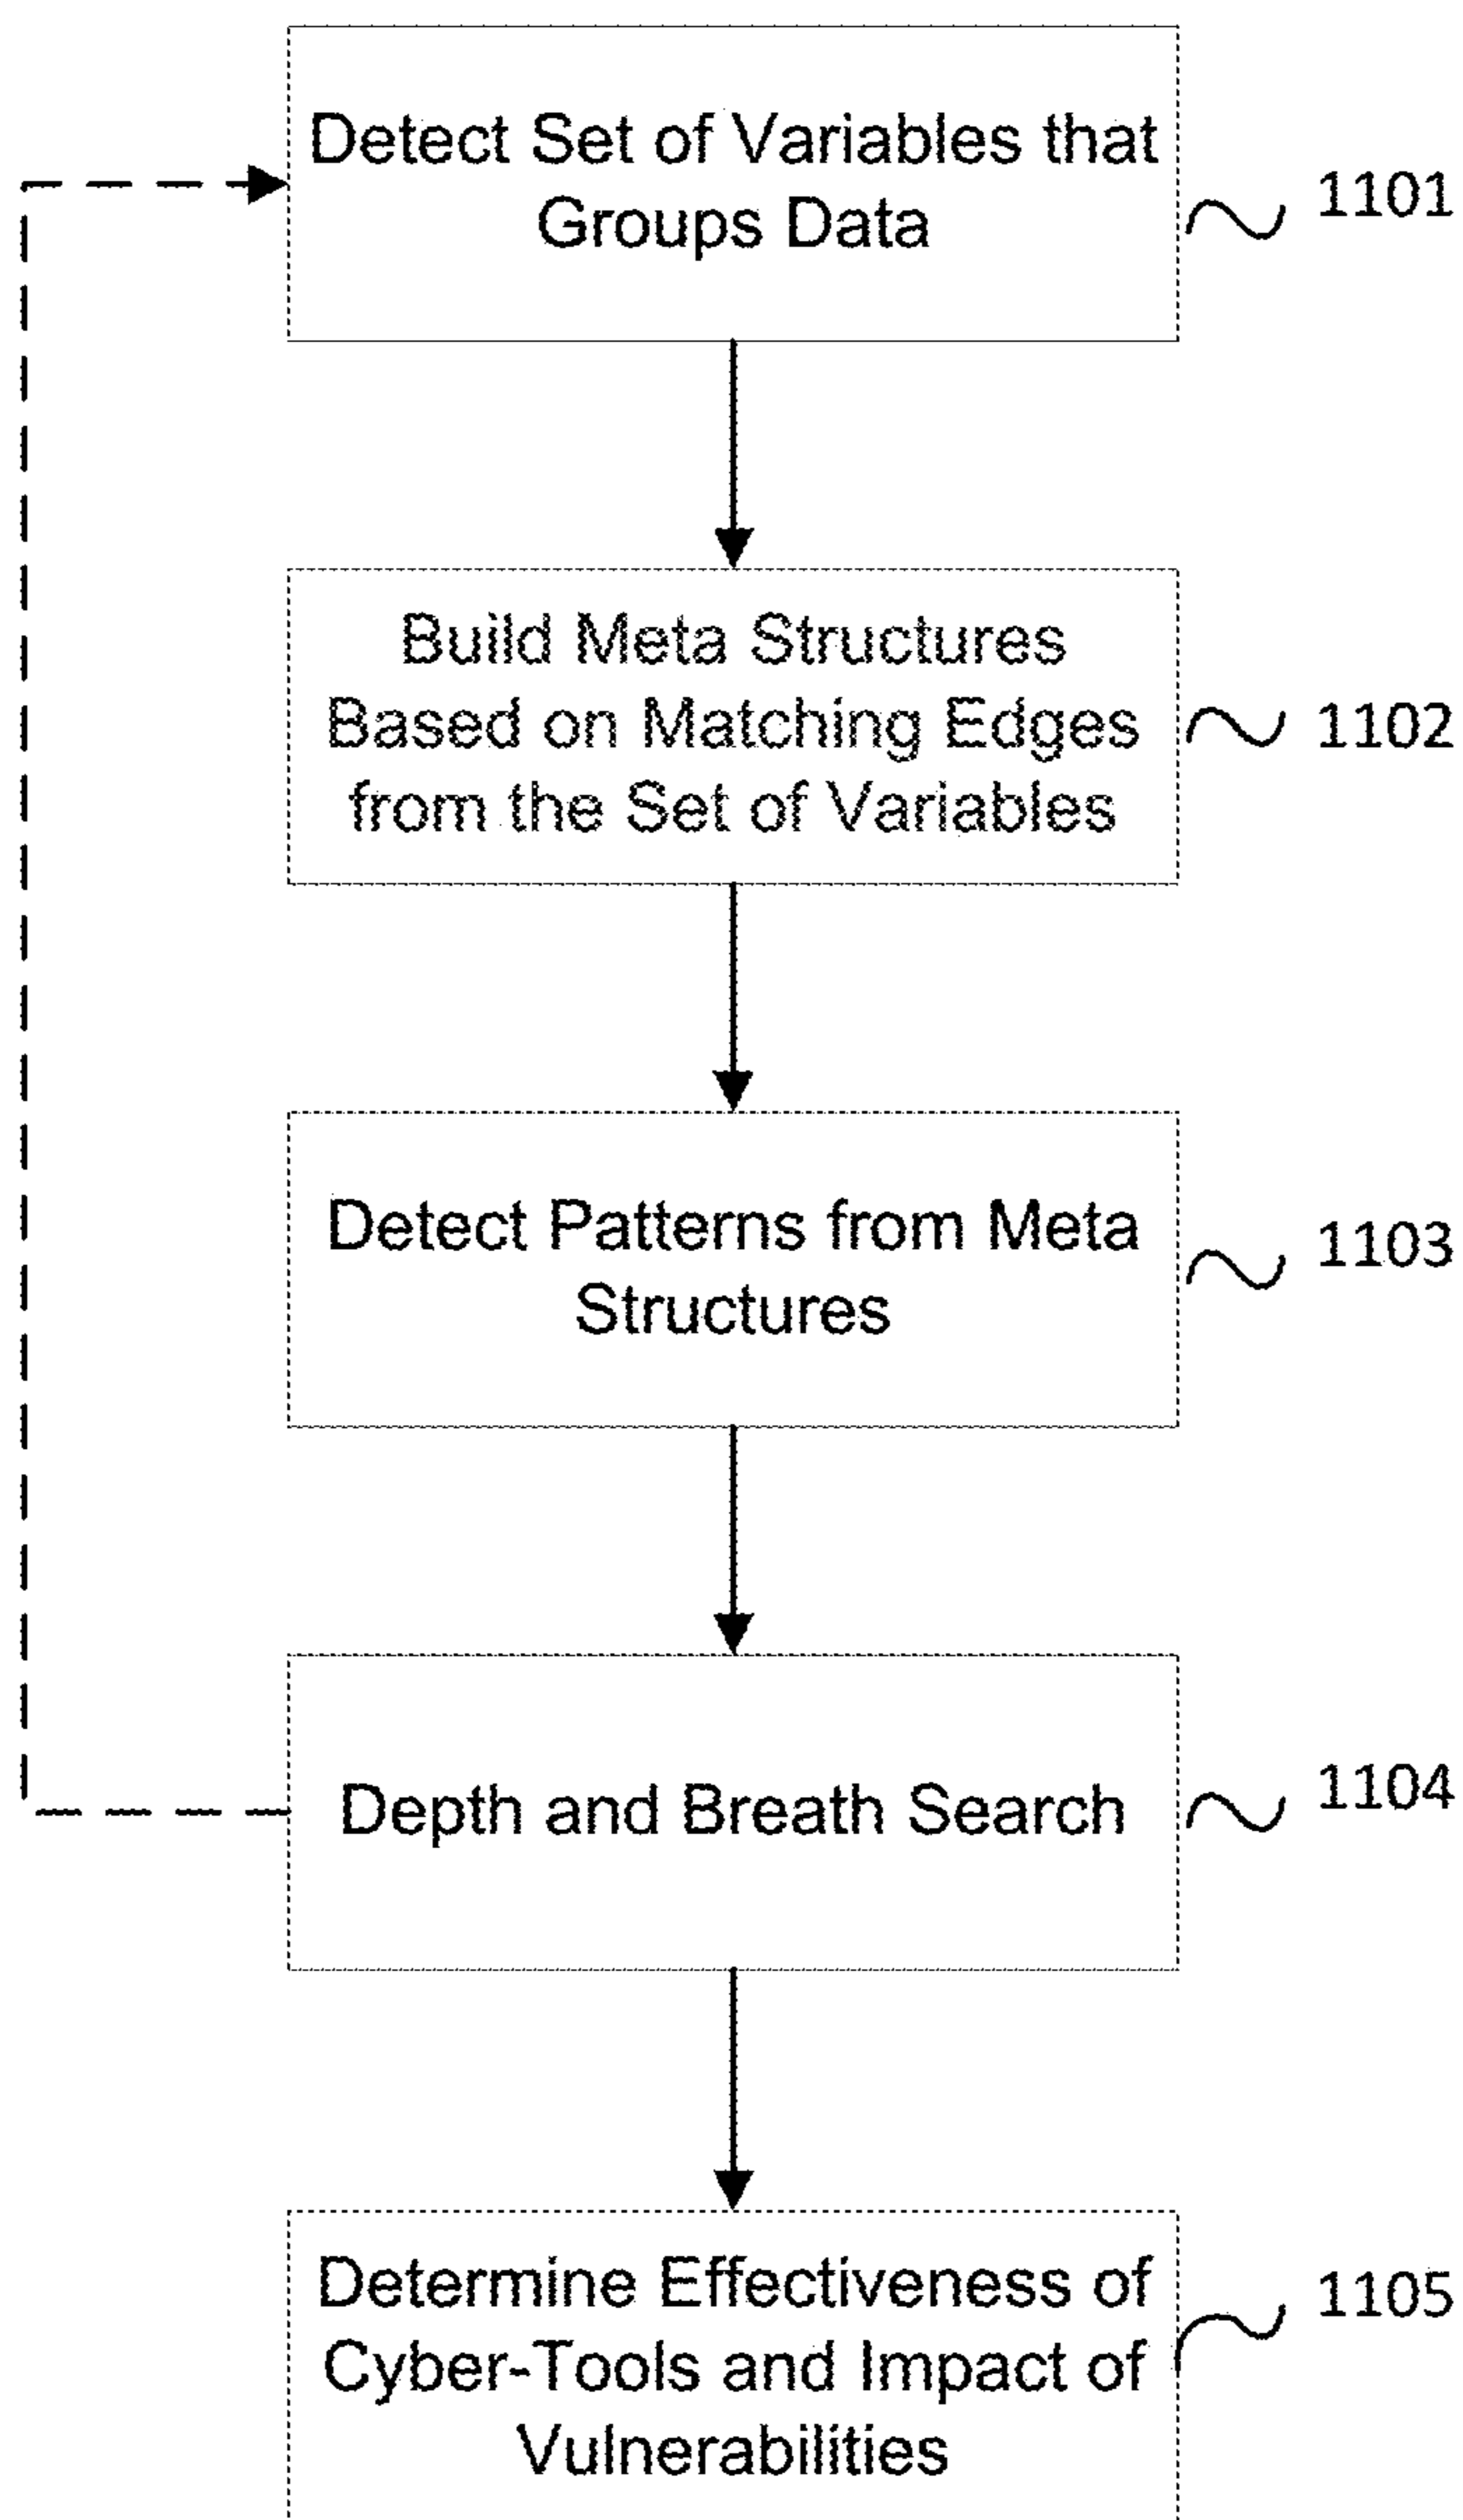 Detect Set of Variables that
Groups Data
1101
Build Meta Structures
Based on Matching Edges
from the Set of Variables
1102
Detect Patterns from Meta
Structures
1103
Depth and Breath Search
1104
Determine Effectiveness of
Cyber-Tools and Impact of
Vulnerabilities
1105